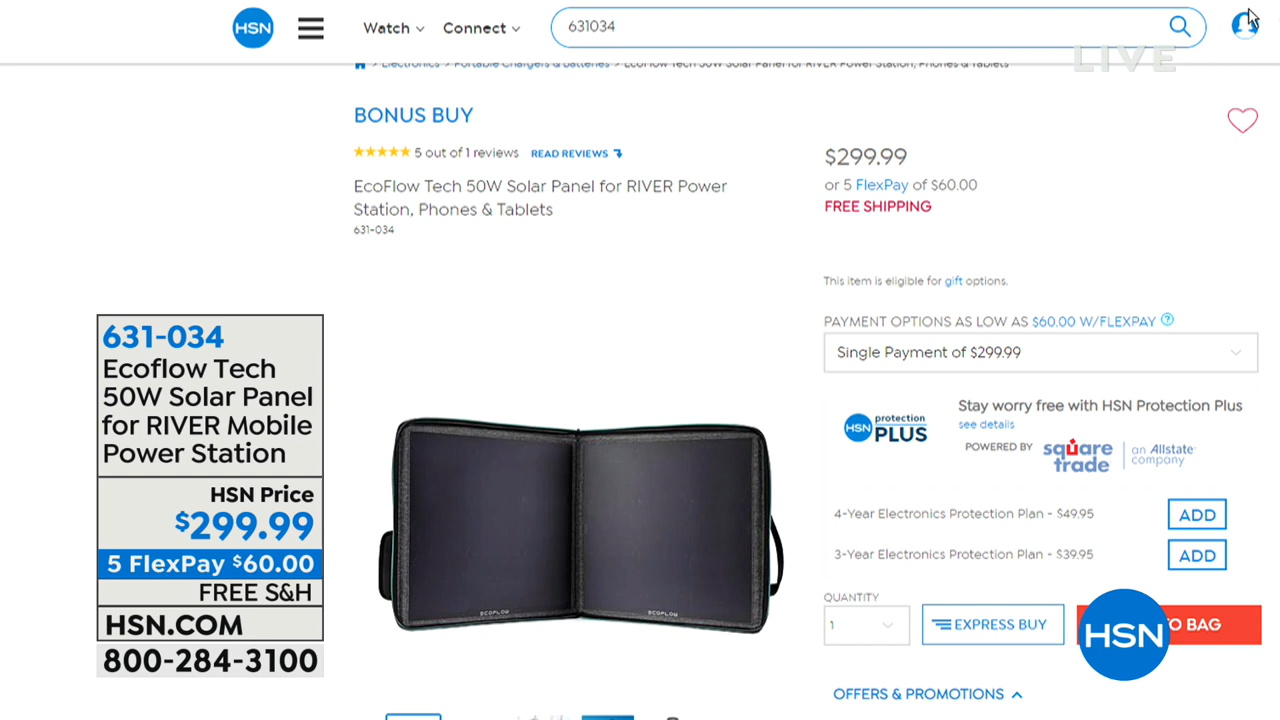 HSN
Watch
Connect
631034
LIVE
Electronics > Portable Chargers & Batteries > EcoFlow Tech 50W Solar Panel for RIVER Power Station, Phones & Tablets
BONUS BUY
5 out of 1 reviews READ REVIEWS
EcoFlow Tech 50W Solar Panel for RIVER Power
Station, Phones & Tablets
631-034
$299.99
or 5 FlexPay of $60.00
FREE SHIPPING
This item is eligible for gift options.
PAYMENT OPTIONS AS LOW AS $60.00 W/FLEXPAY ?
Single Payment of $299.99
HSN protection PLUS
Stay worry free with HSN Protection Plus
see details
POWERED BY square trade an Allstate company
4-Year Electronics Protection Plan - $49.95 ADD
3-Year Electronics Protection Plan - $39.95 ADD
QUANTITY
1
EXPRESS BUY
TO BAG
HSN
OFFERS & PROMOTIONS
631-034
Ecoflow Tech
50W Solar Panel
for RIVER Mobile
Power Station
HSN Price
$299.99
5 FlexPay $60.00
FREE S&H
HSN.COM
800-284-3100
ECOFLOW
ECOFLOW